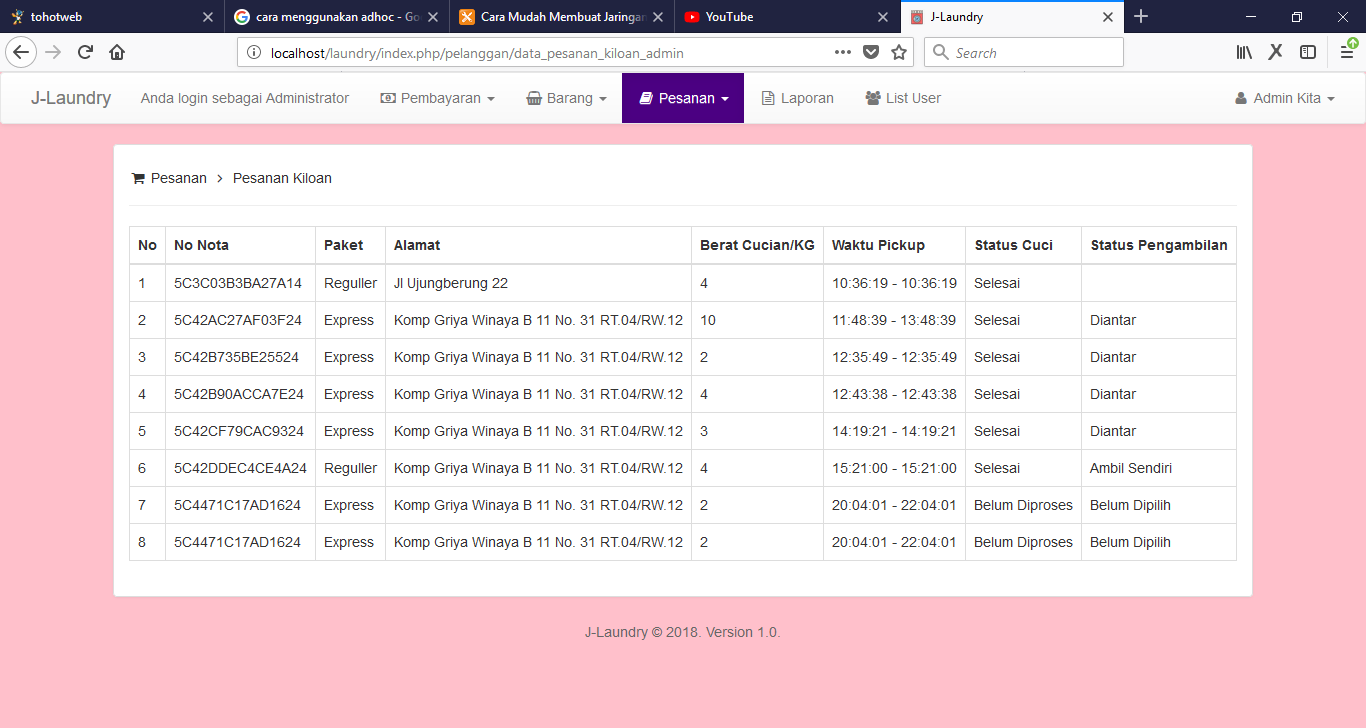 tohotweb
cara menggunakan adhoc - Go
Cara Mudah Membuat Jaringan
YouTube
J-Laundry
localhost/laundry/index.php/pelanggan/data_pesanan_kiloan_admin
Search
J-Laundry Anda login sebagai Administrator Pembayaran Barang Pesanan Laporan List User Admin Kita
Pesanan > Pesanan Kiloan
No No Nota Paket Alamat Berat Cucian/KG Waktu Pickup Status Cuci Status Pengambilan
1 5C3C03B3BA27A14 Reguller Jl Ujungberung 22 4 10:36:19 - 10:36:19 Selesai
2 5C42AC27AF03F24 Express Komp Griya Winaya B 11 No. 31 RT.04/RW.12 10 11:48:39 - 13:48:39 Selesai Diantar
3 5C42B735BE25524 Express Komp Griya Winaya B 11 No. 31 RT.04/RW.12 2 12:35:49 - 12:35:49 Selesai Diantar
4 5C42B90ACCA7E24 Express Komp Griya Winaya B 11 No. 31 RT.04/RW.12 4 12:43:38 - 12:43:38 Selesai Diantar
5 5C42CF79CAC9324 Express Komp Griya Winaya B 11 No. 31 RT.04/RW.12 3 14:19:21 - 14:19:21 Selesai Diantar
6 5C42DDEC4CE4A24 Reguller Komp Griya Winaya B 11 No. 31 RT.04/RW.12 4 15:21:00 - 15:21:00 Selesai Ambil Sendiri
7 5C4471C17AD1624 Express Komp Griya Winaya B 11 No. 31 RT.04/RW.12 2 20:04:01 - 22:04:01 Belum Diproses Belum Dipilih
8 5C4471C17AD1624 Express Komp Griya Winaya B 11 No. 31 RT.04/RW.12 2 20:04:01 - 22:04:01 Belum Diproses Belum Dipilih
J-Laundry © 2018. Version 1.0.